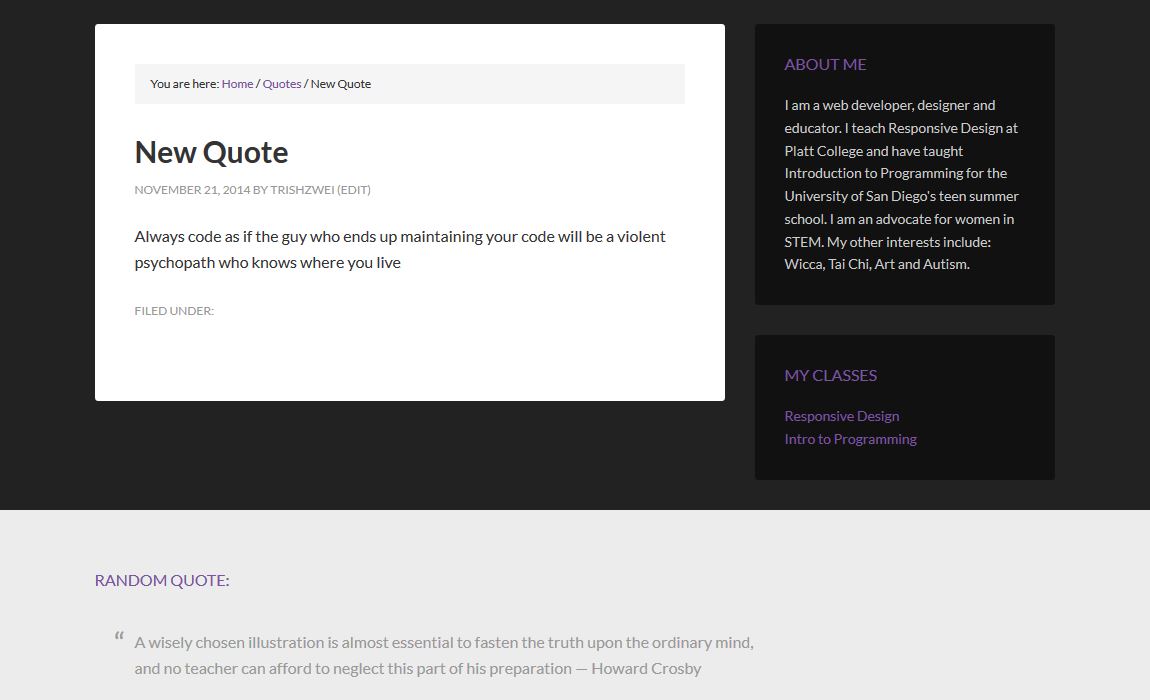 You are here: Home / Quotes / New Quote
New Quote
NOVEMBER 21, 2014 BY TRISHZWEI (EDIT)
Always code as if the guy who ends up maintaining your code will be a violent
psychopath who knows where you live
FILED UNDER:
ABOUT ME
I am a web developer, designer and
educator. I teach Responsive Design at
Platt College and have taught
Introduction to Programming for the
University of San Diego's teen summer
school. I am an advocate for women in
STEM. My other interests include:
Wicca, Tai Chi, Art and Autism.
MY CLASSES
Responsive Design
Intro to Programming
RANDOM QUOTE:
“ A wisely chosen illustration is almost essential to fasten the truth upon the ordinary mind,
and no teacher can afford to neglect this part of his preparation — Howard Crosby